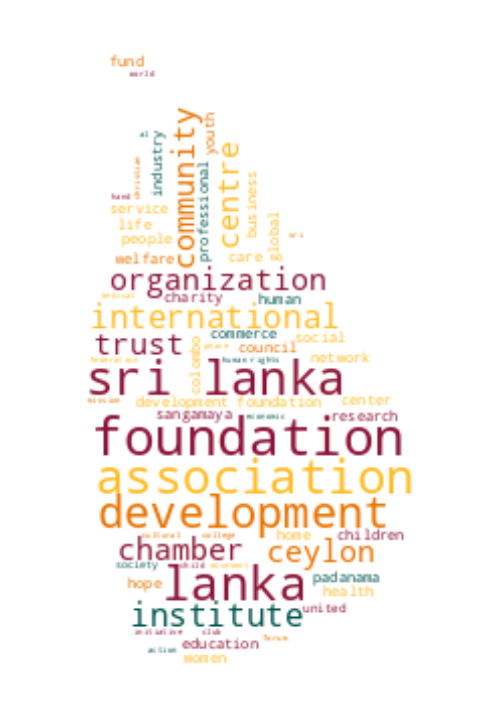 fund
world
community
youth
industry
christian
professional
centre
business
global
hand
service
life
people
welfare
care
organization
medical
charity
human
international
commerce
social
trust
colombo
peace
council
federation
human rights
network
sri lanka
mission
development foundation
center
sangamaya
economic
research
foundation
association
development
cultural
college
home
children
chamber
ceylon
society
child
movement
padanama
hope
lanka
health
institute
united
initiative
club
education
forum
action
women